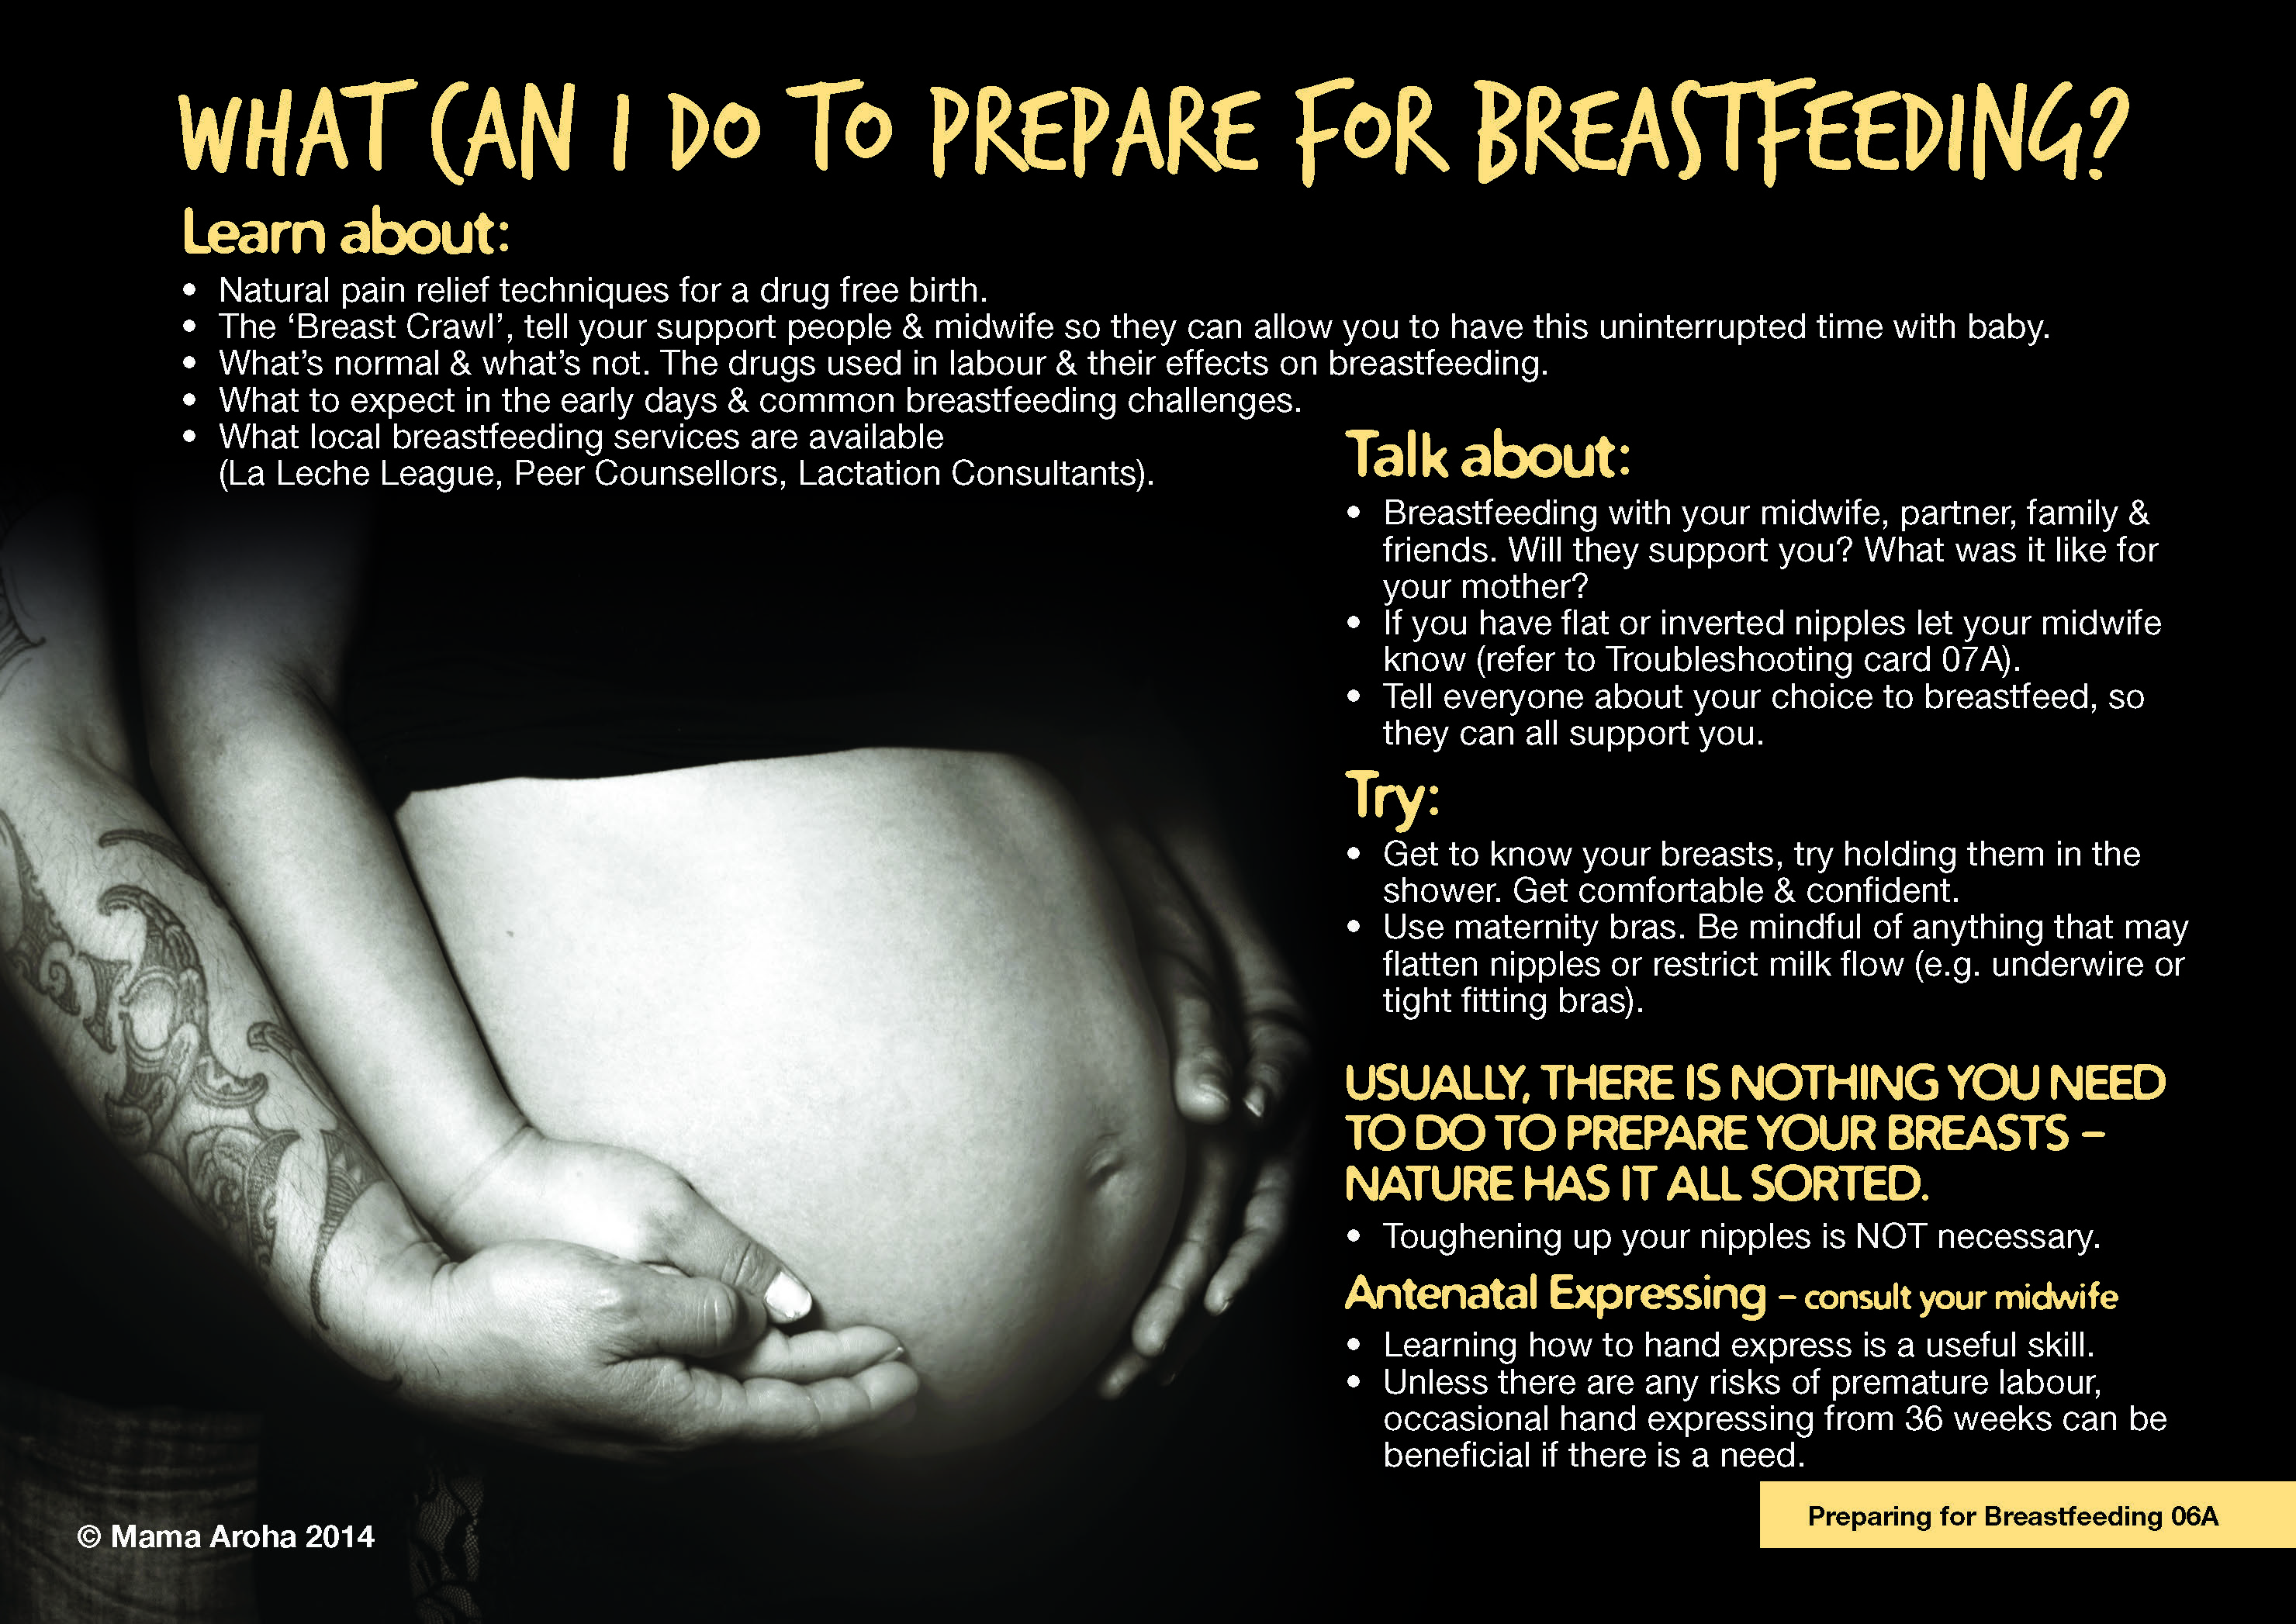 WHAT CAN I DO TO PREPARE FOR BREASTFEEDING?
Learn about:
• Natural pain relief techniques for a drug free birth.
• The ‘Breast Crawl’, tell your support people & midwife so they can allow you to have this uninterrupted time with baby.
• What’s normal & what’s not. The drugs used in labour & their effects on breastfeeding.
• What to expect in the early days & common breastfeeding challenges.
• What local breastfeeding services are available
(La Leche League, Peer Counsellors, Lactation Consultants).
Talk about:
• Breastfeeding with your midwife, partner, family &
friends. Will they support you? What was it like for
your mother?
• If you have flat or inverted nipples let your midwife
know (refer to Troubleshooting card 07A).
• Tell everyone about your choice to breastfeed, so
they can all support you.
Try:
• Get to know your breasts, try holding them in the
shower. Get comfortable & confident.
• Use maternity bras. Be mindful of anything that may
flatten nipples or restrict milk flow (e.g. underwire or
tight fitting bras).
USUALLY, THERE IS NOTHING YOU NEED
TO DO TO PREPARE YOUR BREASTS –
NATURE HAS IT ALL SORTED.
• Toughening up your nipples is NOT necessary.
Antenatal Expressing – consult your midwife
• Learning how to hand express is a useful skill.
• Unless there are any risks of premature labour,
occasional hand expressing from 36 weeks can be
beneficial if there is a need.
Preparing for Breastfeeding 06A
© Mama Aroha 2014